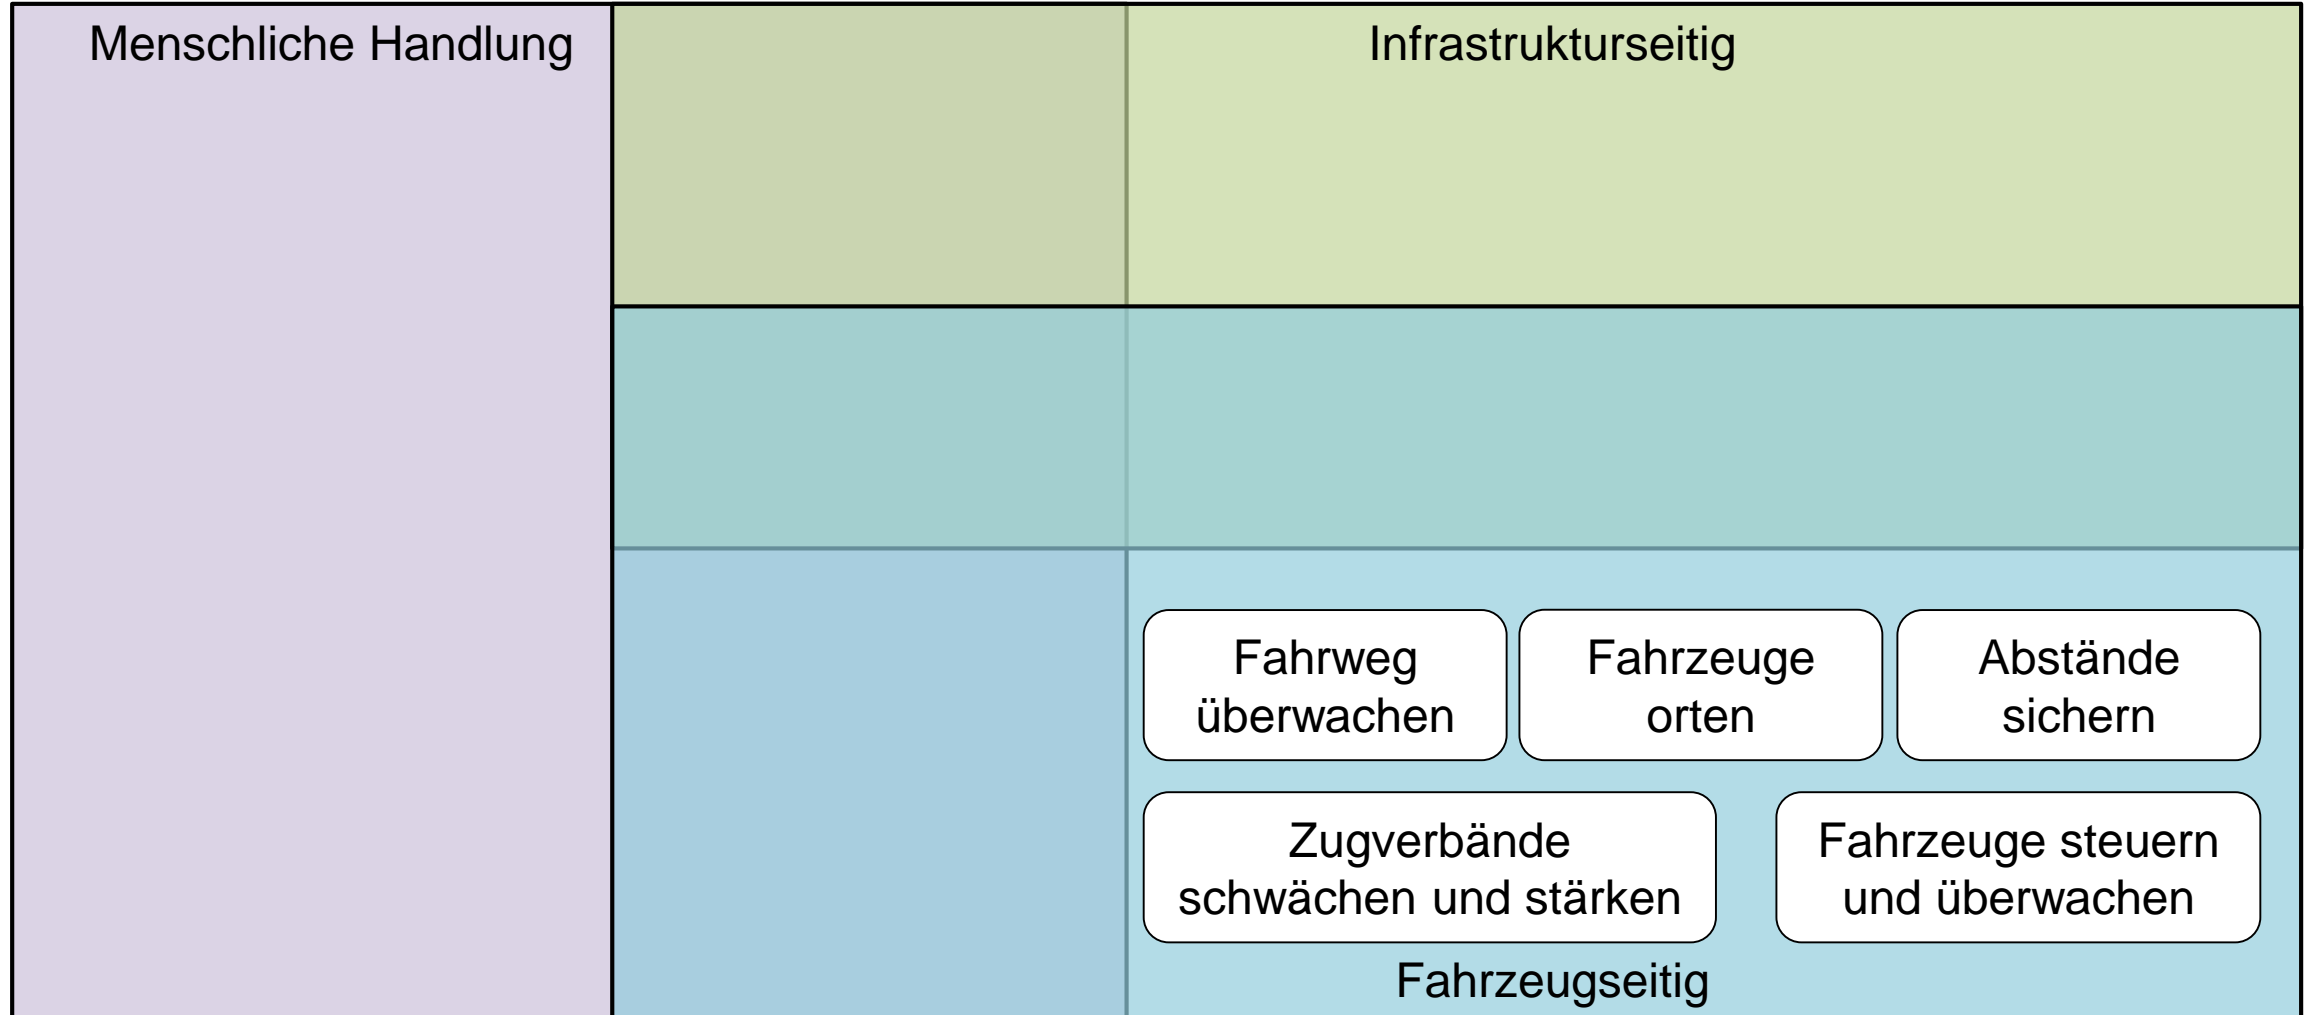 Menschliche Handlung
Infrastrukturseitig
Fahrweg
überwachen
Fahrzeuge
orten
Abstände
sichern
Zugverbände
schwächen und stärken
Fahrzeuge steuern
und überwachen
Fahrzeugseitig